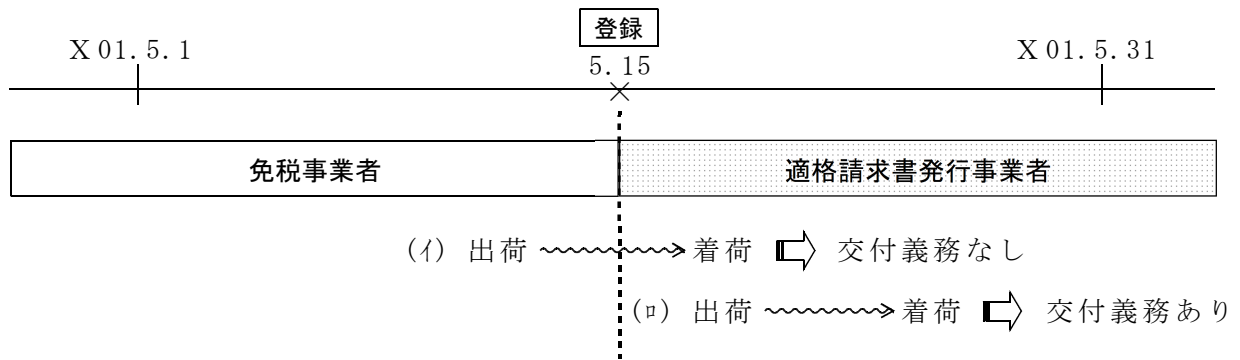 登録
X01.5.1
5.15
X01.5.31
免税事業者
適格請求書発行事業者
(イ) 出荷 着荷 交付義務なし
(ロ) 出荷 着荷 交付義務あり